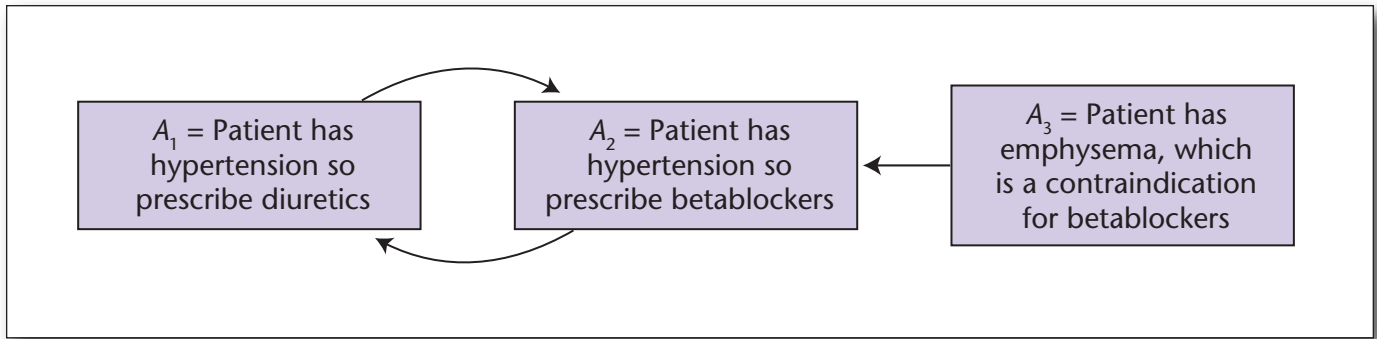 A₁ = Patient has
hypertension so
prescribe diuretics
A₂ = Patient has
hypertension so
prescribe betablockers
A₃ = Patient has
emphysema, which
is a contraindication
for betablockers